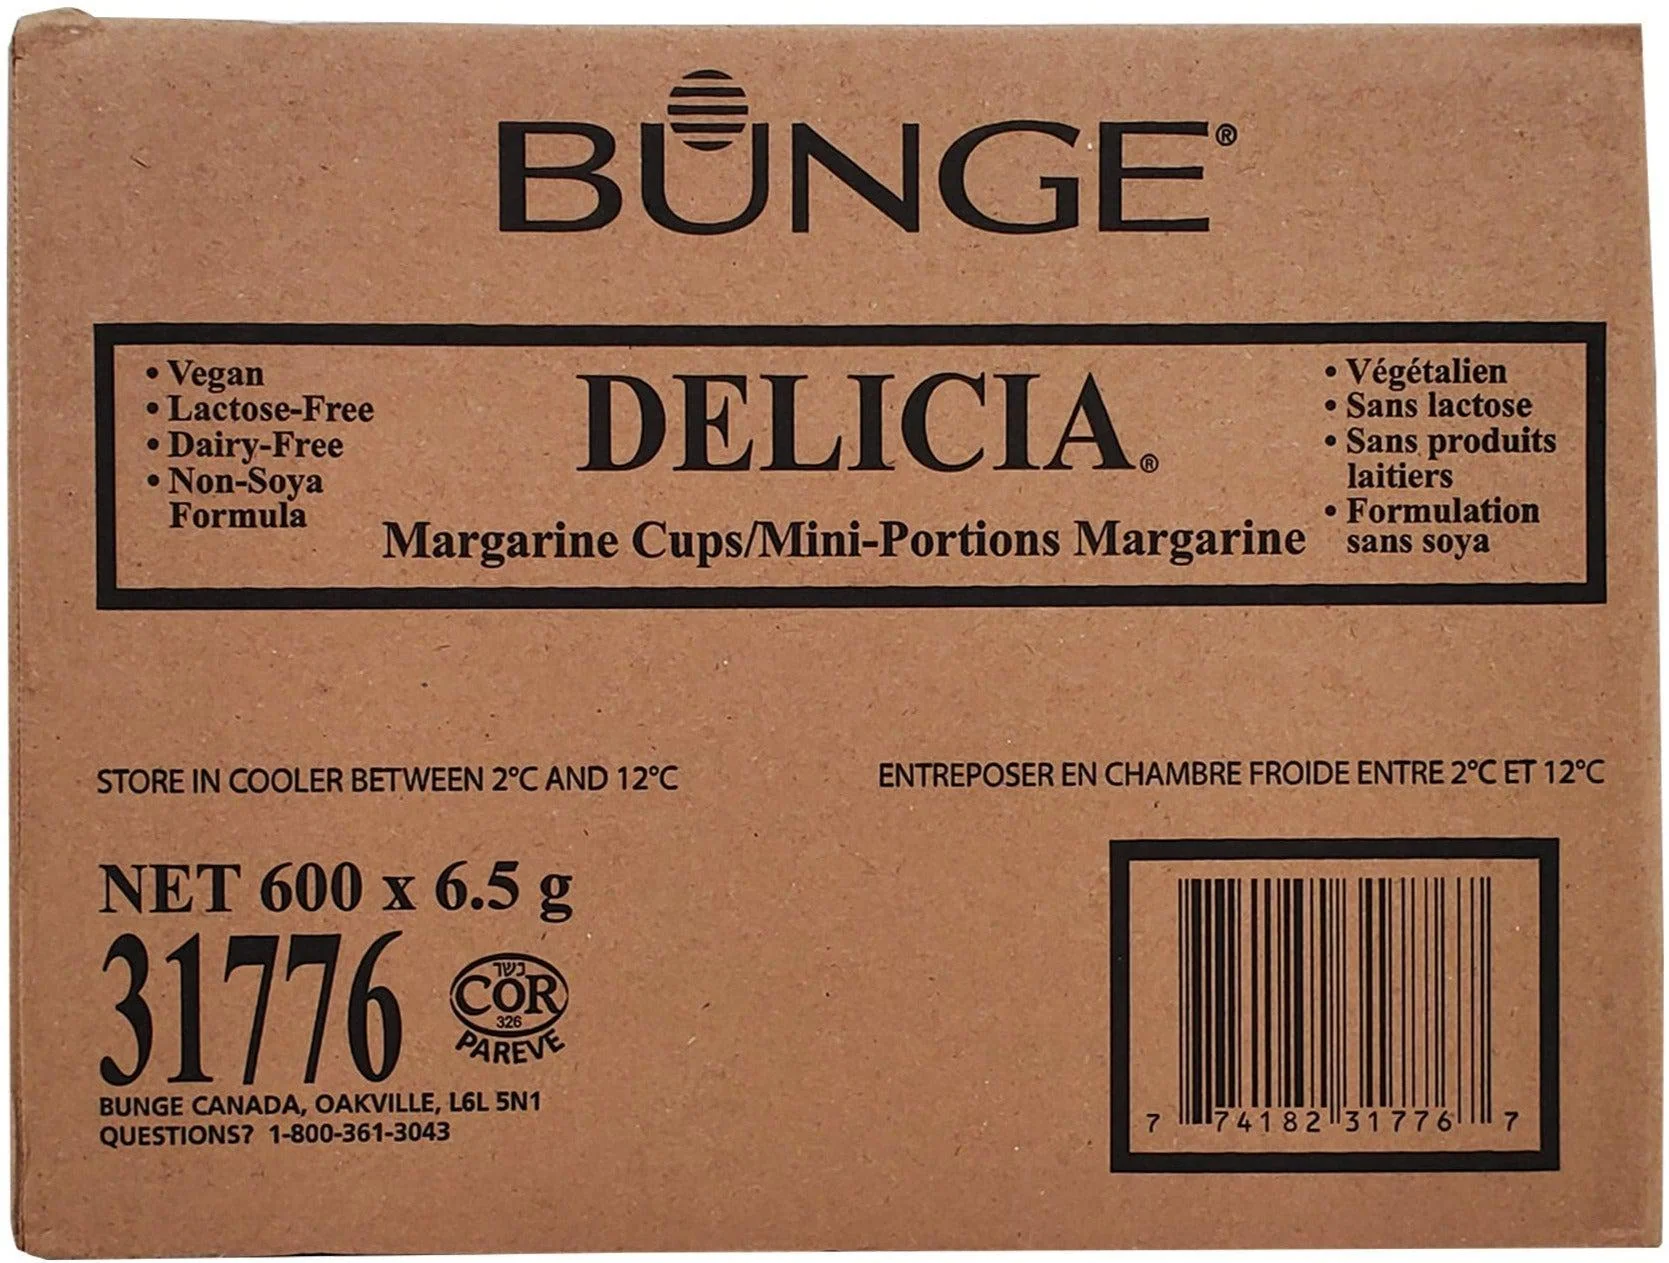 BUNGE®
• Vegan
• Lactose-Free
• Dairy-Free
• Non-Soya
Formula
DELICIA®
Margarine Cups/Mini-Portions Margarine
• Végétalien
• Sans lactose
• Sans produits
laitiers
• Formulation
sans soya
STORE IN COOLER BETWEEN 2°C AND 12°C
ENTREPOSER EN CHAMBRE FROIDE ENTRE 2°C ET 12°C
NET 600 x 6.5 g
31776
כשר
COR
326
PAREVE
BUNGE CANADA, OAKVILLE, L6L 5N1
QUESTIONS? 1-800-361-3043
7 74182 31776 7